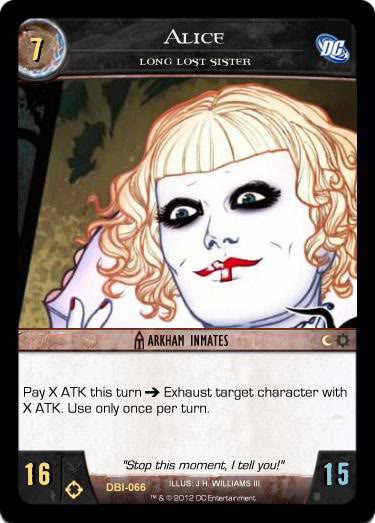 7
ALICE
LONG LOST SISTER
DC
ARKHAM INMATES
Pay X ATK this turn ➔ Exhaust target character with
X ATK. Use only once per turn.
"Stop this moment, I tell you!"
16
DBI-066
ILLUS: J.H. WILLIAMS III
15
™ & © 2012 DC Entertainment